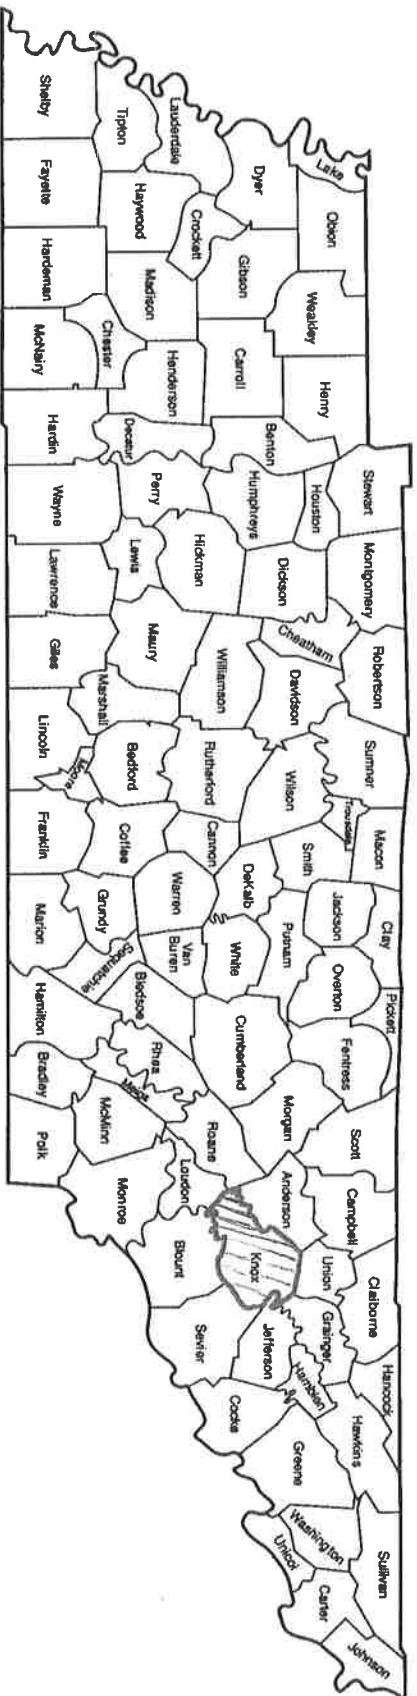 Lake
Obion
Weakley
Henry
Stewart
Montgomery
Robertson
Sumner
Trousdale
Macon
Clay
Pickett
Fentress
Scott
Campbell
Claiborne
Hancock
Hawkins
Sullivan
Johnson
Dyer
Gibson
Carroll
Benton
Houston
Humphreys
Dickson
Cheatham
Davidson
Wilson
Smith
Jackson
Overton
Putnam
DeKalb
White
Cumberland
Morgan
Anderson
Union
Grainger
Hamblen
Jefferson
Knox
Greene
Washington
Unicoi
Carter
Lauderdale
Crockett
Tipton
Haywood
Madison
Henderson
Chester
Decatur
Perry
Hickman
Lewis
Maury
Williamson
Rutherford
Cannon
Marshall
Bedford
Coffee
Warren
Van
Buren
Grundy
Sequatchie
Bledsoe
Rhea
Meigs
Roane
Loudon
McMinn
Monroe
Blount
Sevier
Cocke
Shelby
Fayette
Hardeman
McNairy
Hardin
Wayne
Lawrence
Giles
Lincoln
Moore
Franklin
Marion
Hamilton
Bradley
Polk